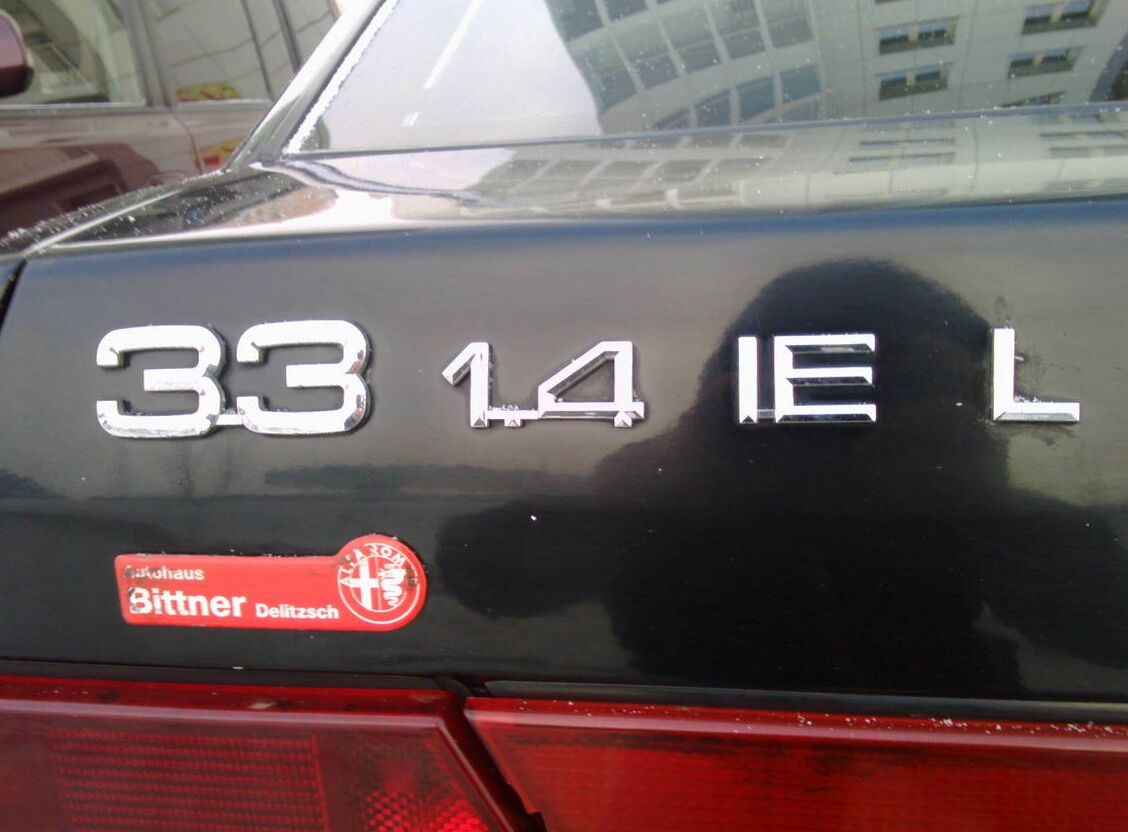 33 1.4 IE L
Autohaus
Bittner Delitzsch
ALFA ROMEO